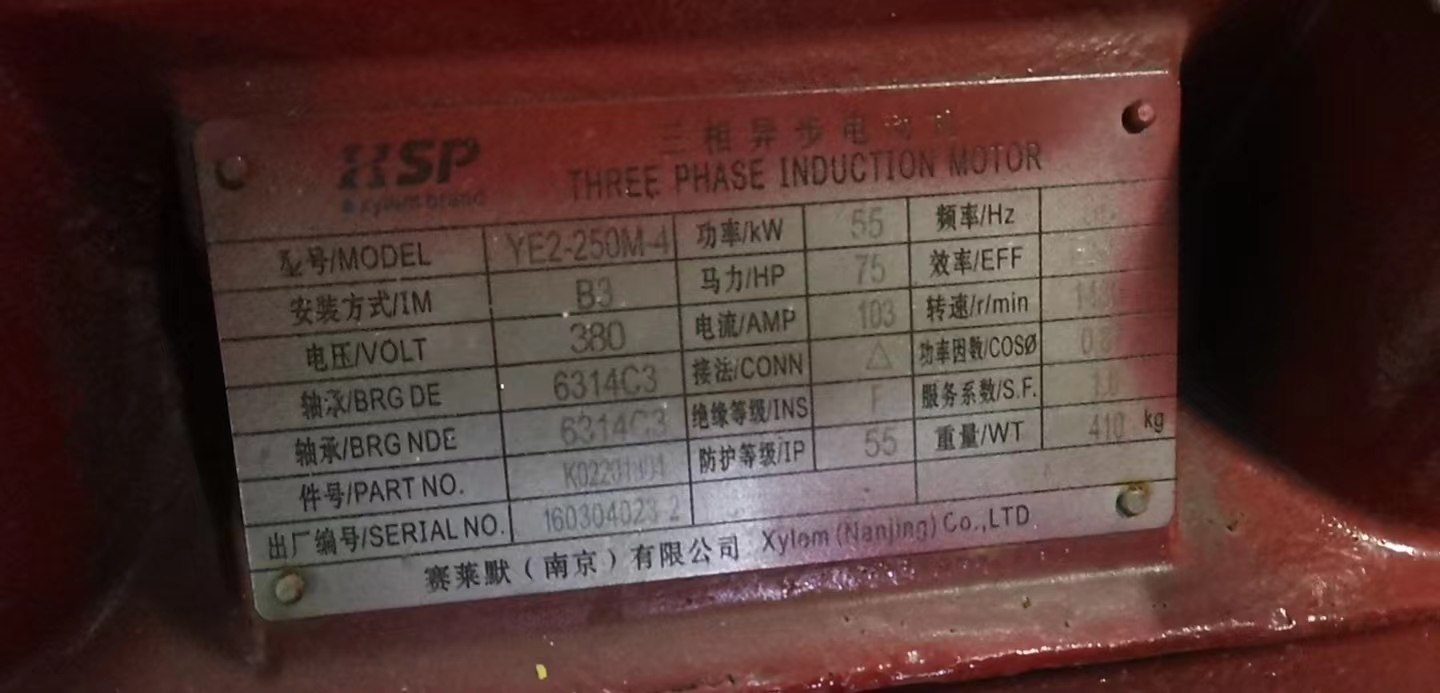 HSP
a xylem brand
三相异步电动机
THREE PHASE INDUCTION MOTOR
型号/MODEL YE2-250M-4 功率/kW 55 频率/Hz
安装方式/IM B3 马力/HP 75 效率/EFF
电压/VOLT 380 电流/AMP 103 转速/r/min
轴承/BRG DE 6314C3 接法/CONN △ 功率因数/COSØ
轴承/BRG NDE 6314C3 绝缘等级/INS F 服务系数/S.F. 1.0
件号/PART NO. 防护等级/IP 55 重量/WT 410 kg
出厂编号/SERIAL NO.
赛莱默（南京）有限公司 Xylem (Nanjing) Co.,LTD